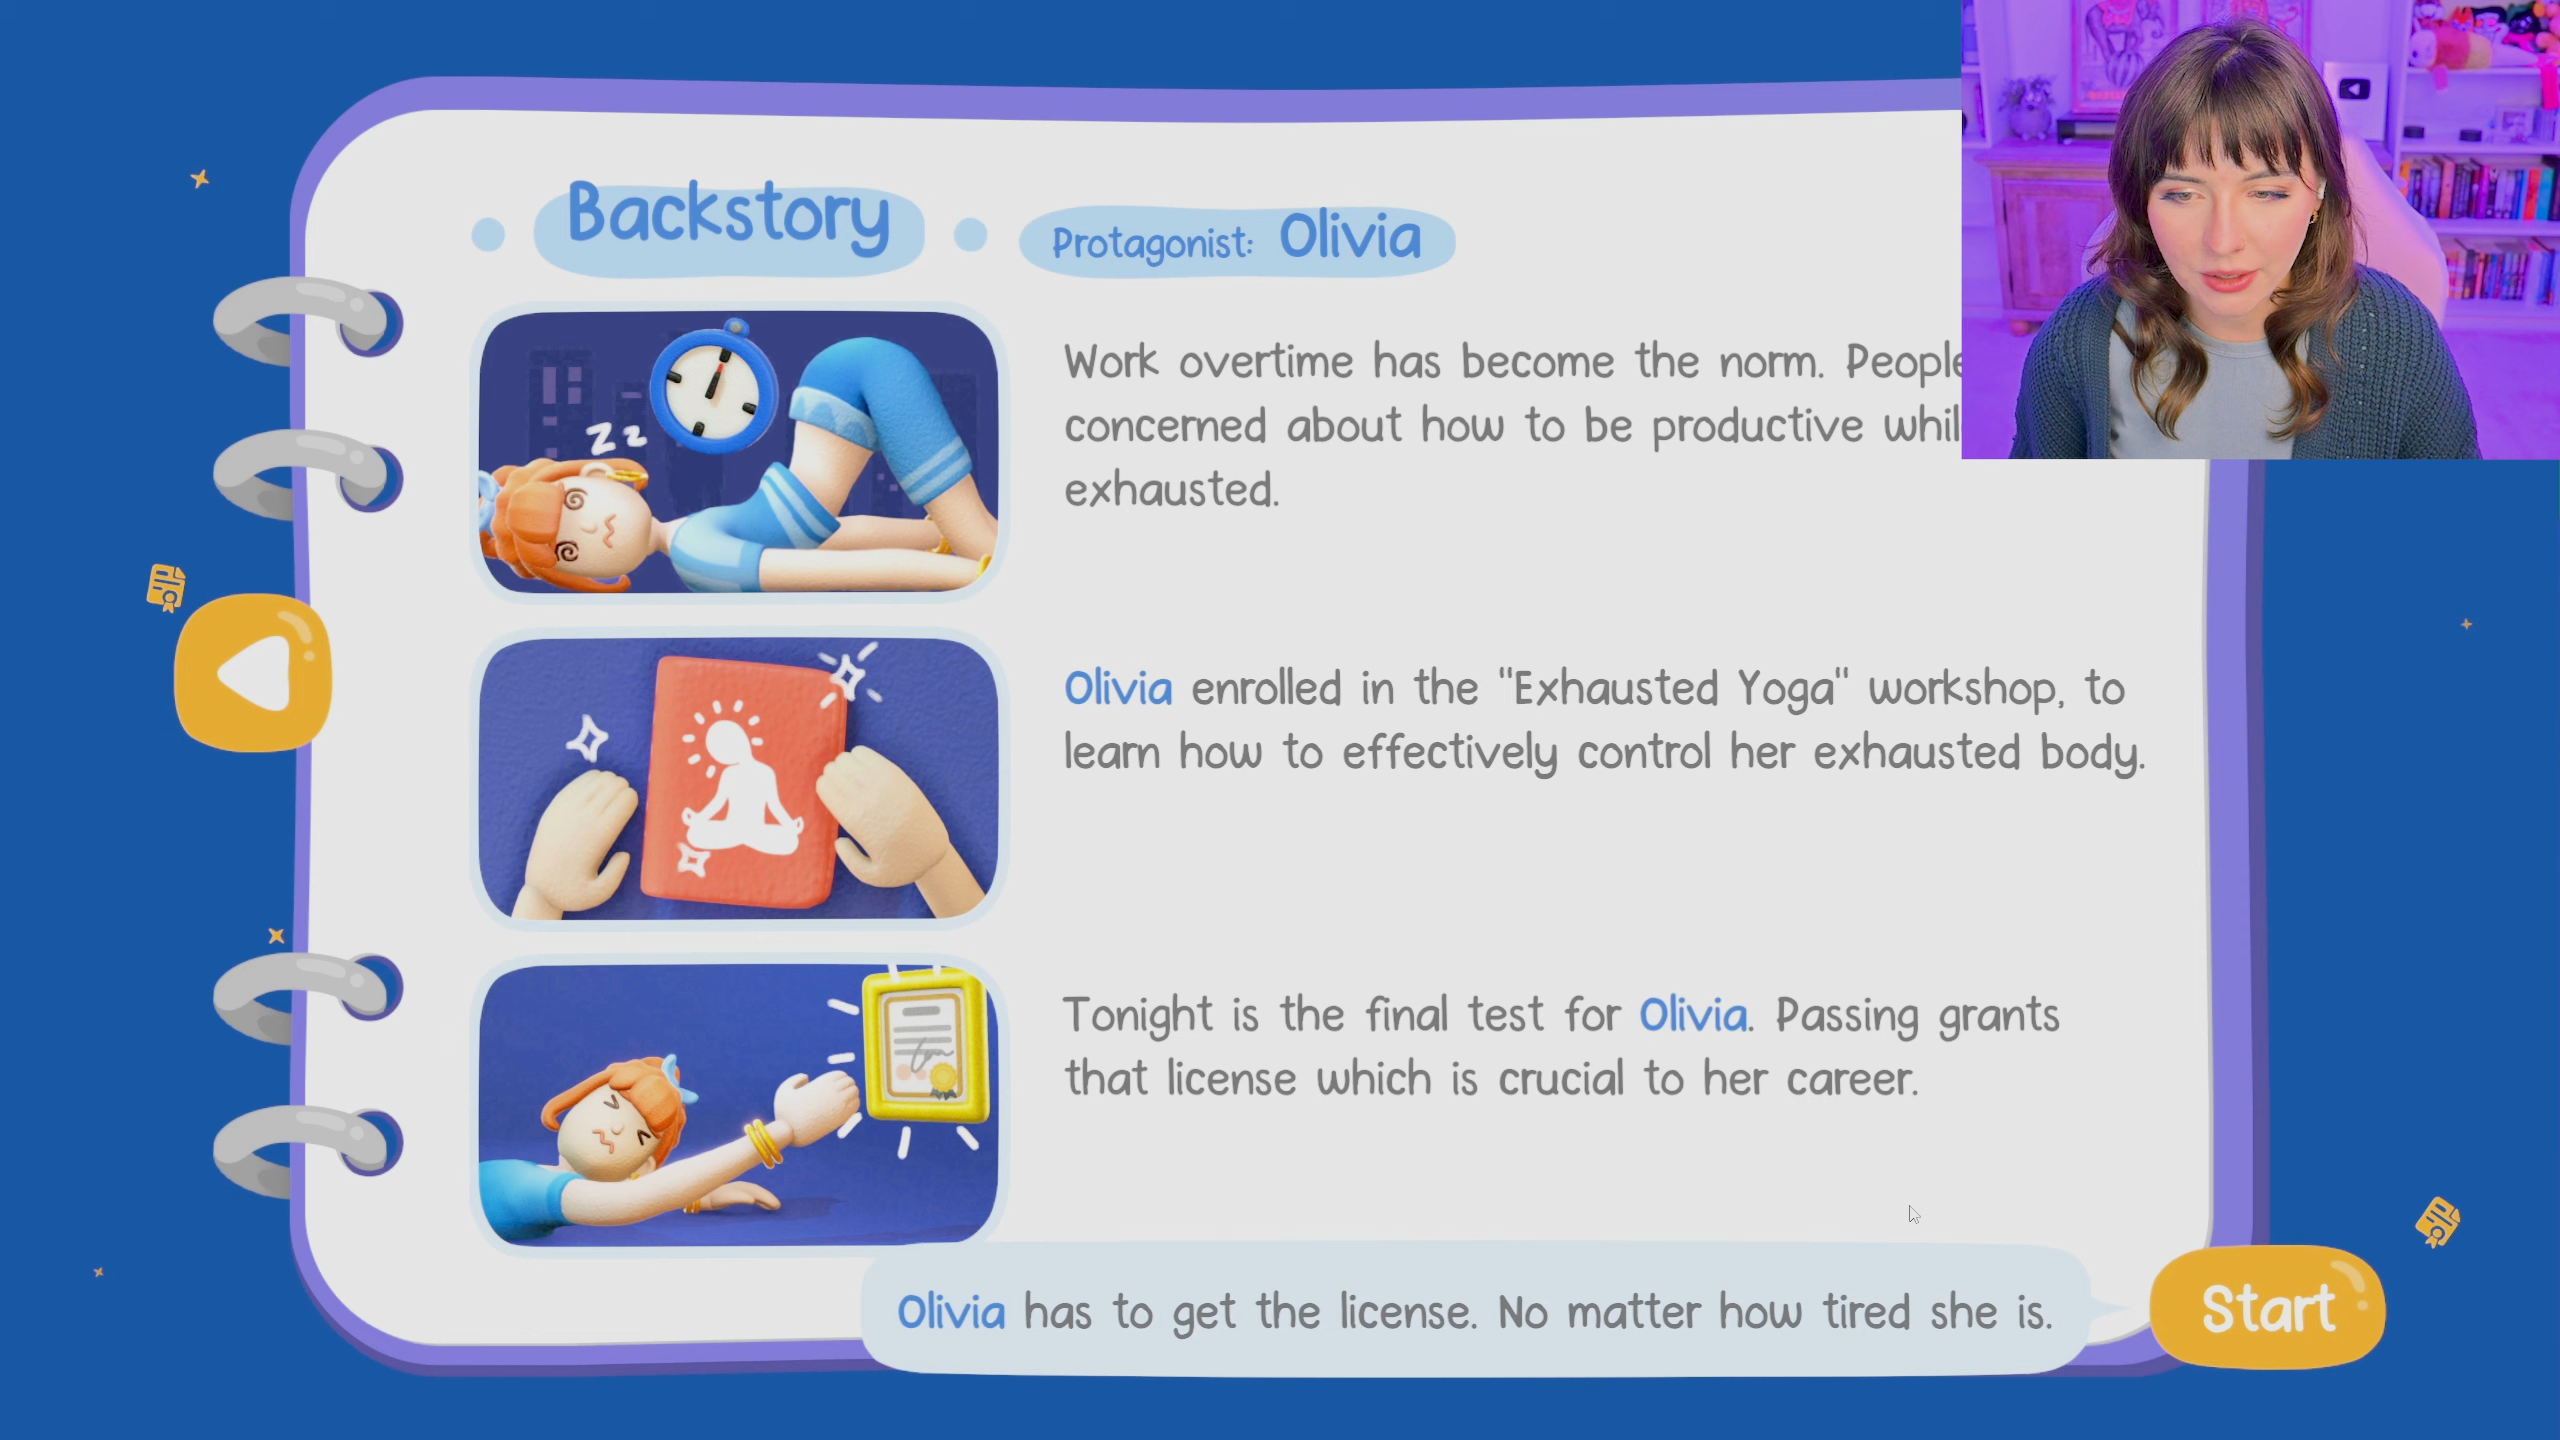 Backstory
Protagonist: Olivia
Work overtime has become the norm.
concerned about how to be productive
exhausted.
Olivia enrolled in the "Exhausted Yoga" workshop, to
learn how to effectively control her exhausted body.
Tonight is the final test for Olivia. Passing grants
that license which is crucial to her career.
Olivia has to get the license. No matter how tired she is.
Start
zz